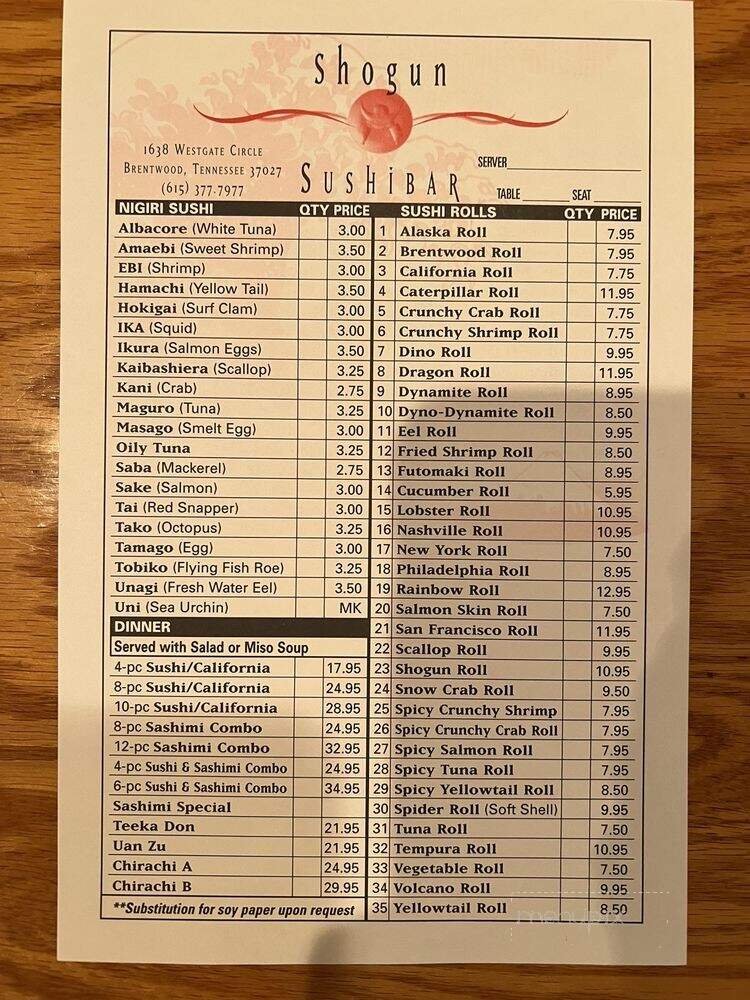 Shogun
SUSHIBAR
1638 WESTGATE CIRCLE
BRENTWOOD, TENNESSEE 37027
(615) 377-7977
SERVER
TABLE SEAT
NIGIRI SUSHI QTY PRICE
Albacore (White Tuna) 3.00
Amaebi (Sweet Shrimp) 3.50
EBI (Shrimp) 3.00
Hamachi (Yellow Tail) 3.50
Hokigai (Surf Clam) 3.00
IKA (Squid) 3.00
Ikura (Salmon Eggs) 3.50
Kaibashiera (Scallop) 3.25
Kani (Crab) 2.75
Maguro (Tuna) 3.25
Masago (Smelt Egg) 3.00
Oily Tuna 3.25
Saba (Mackerel) 2.75
Sake (Salmon) 3.00
Tai (Red Snapper) 3.00
Tako (Octopus) 3.25
Tamago (Egg) 3.00
Tobiko (Flying Fish Roe) 3.25
Unagi (Fresh Water Eel) 3.50
Uni (Sea Urchin) MK
DINNER
Served with Salad or Miso Soup
4-pc Sushi/California 17.95
8-pc Sushi/California 24.95
10-pc Sushi/California 28.95
8-pc Sashimi Combo 24.95
12-pc Sashimi Combo 32.95
4-pc Sushi & Sashimi Combo 24.95
6-pc Sushi & Sashimi Combo 34.95
Sashimi Special
Teeka Don 21.95
Uan Zu 21.95
Chirachi A 24.95
Chirachi B 29.95
**Substitution for soy paper upon request
SUSHI ROLLS QTY PRICE
1 Alaska Roll 7.95
2 Brentwood Roll 7.95
3 California Roll 7.75
4 Caterpillar Roll 11.95
5 Crunchy Crab Roll 7.75
6 Crunchy Shrimp Roll 7.75
7 Dino Roll 9.95
8 Dragon Roll 11.95
9 Dynamite Roll 8.95
10 Dyno-Dynamite Roll 8.50
11 Eel Roll 9.95
12 Fried Shrimp Roll 8.50
13 Futomaki Roll 8.95
14 Cucumber Roll 5.95
15 Lobster Roll 10.95
16 Nashville Roll 10.95
17 New York Roll 7.50
18 Philadelphia Roll 8.95
19 Rainbow Roll 12.95
20 Salmon Skin Roll 7.50
21 San Francisco Roll 11.95
22 Scallop Roll 9.95
23 Shogun Roll 10.95
24 Snow Crab Roll 9.50
25 Spicy Crunchy Shrimp 7.95
26 Spicy Crunchy Crab Roll 7.95
27 Spicy Salmon Roll 7.95
28 Spicy Tuna Roll 7.95
29 Spicy Yellowtail Roll 8.50
30 Spider Roll (Soft Shell) 9.95
31 Tuna Roll 7.50
32 Tempura Roll 10.95
33 Vegetable Roll 7.50
34 Volcano Roll 9.95
35 Yellowtail Roll 8.50
menupix